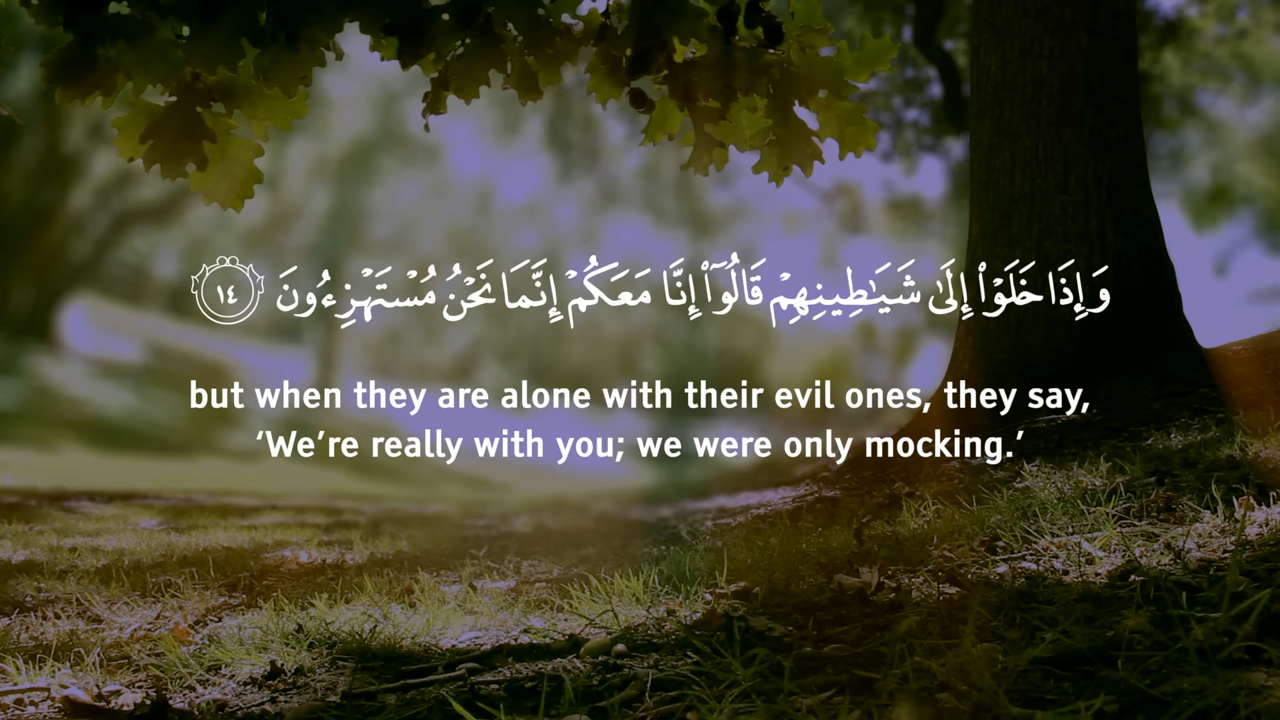 وَإِذَا خَلَوْا۟ إِلَىٰ شَيَـٰطِينِهِمْ قَالُوٓا۟ إِنَّا مَعَكُمْ إِنَّمَا نَحْنُ مُسْتَهْزِءُونَ ١٤
but when they are alone with their evil ones, they say,
‘We’re really with you; we were only mocking.’